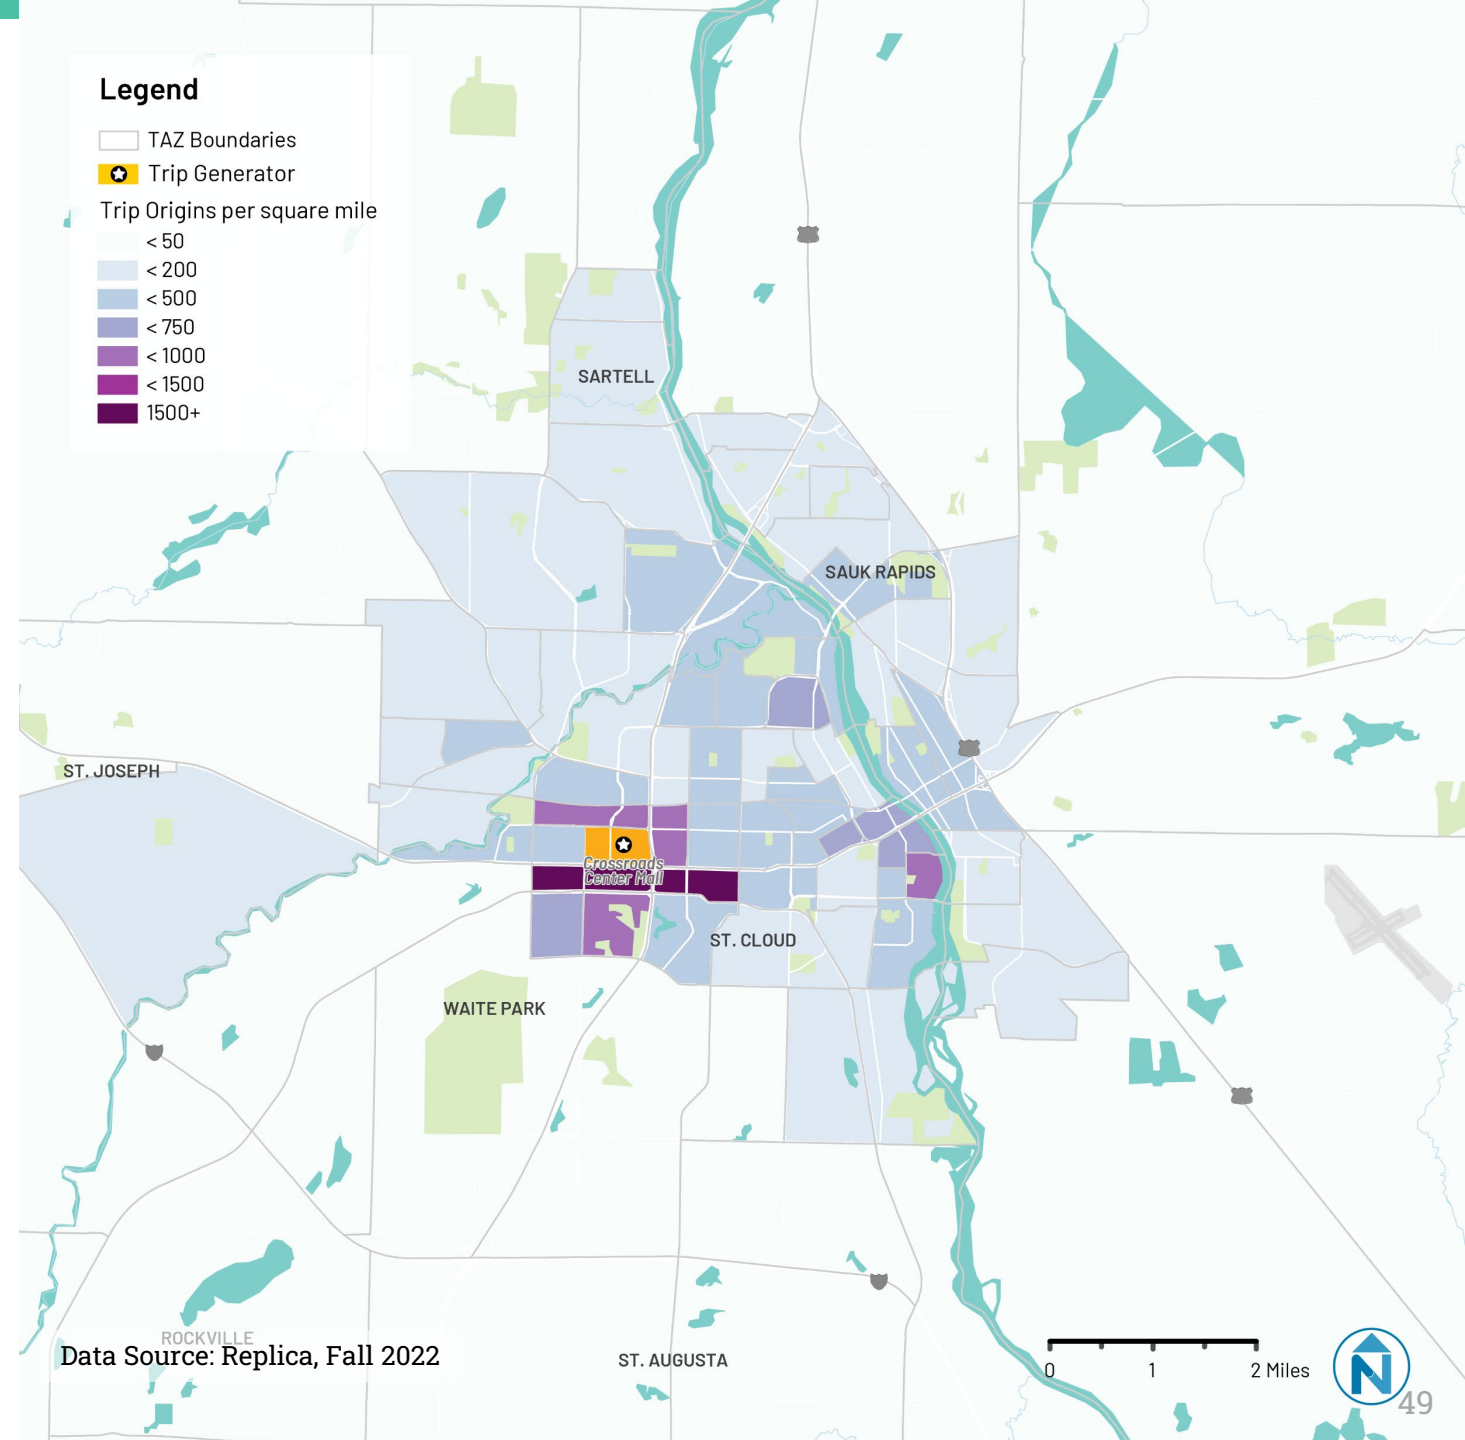 Legend
TAZ Boundaries
Trip Generator
Trip Origins per square mile
< 50
< 200
< 500
< 750
< 1000
< 1500
1500+
SARTELL
SAUK RAPIDS
ST. JOSEPH
Crossroads
Center Mall
ST. CLOUD
WAITE PARK
ROCKVILLE
Data Source: Replica, Fall 2022
ST. AUGUSTA
0 1 2 Miles
N
49